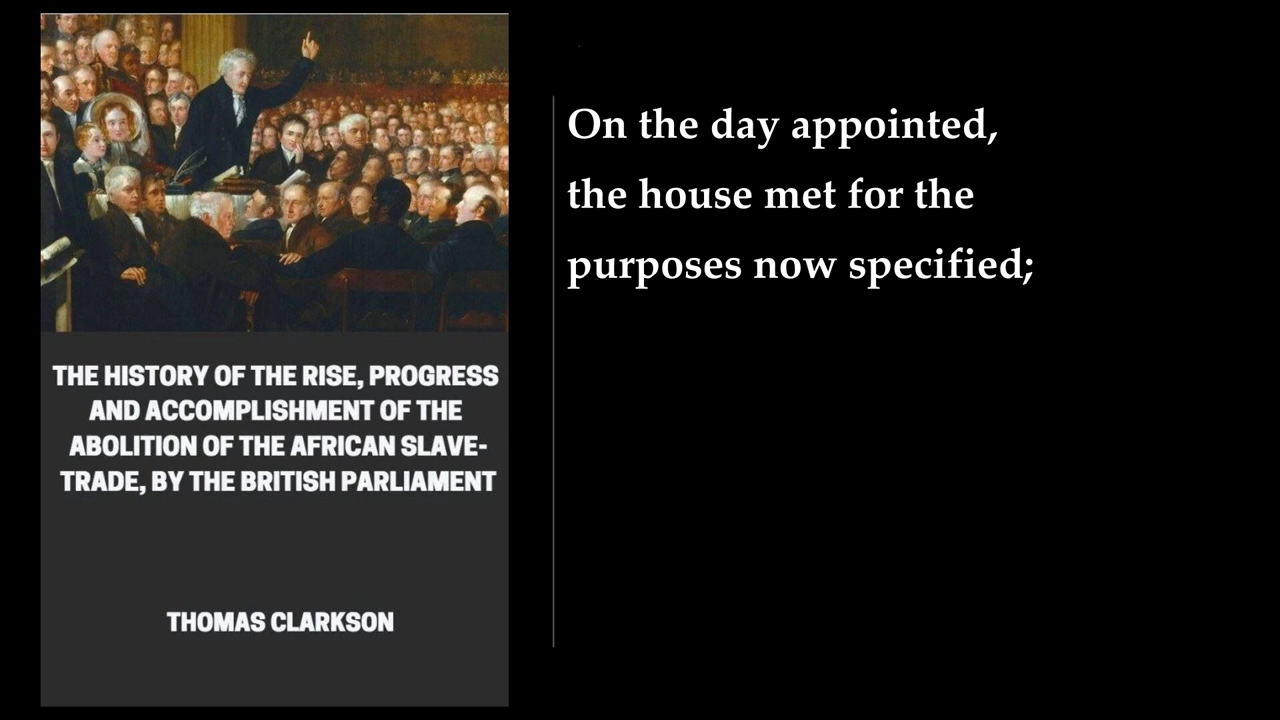 THE HISTORY OF THE RISE, PROGRESS
AND ACCOMPLISHMENT OF THE
ABOLITION OF THE AFRICAN SLAVE-
TRADE, BY THE BRITISH PARLIAMENT
THOMAS CLARKSON
On the day appointed,
the house met for the
purposes now specified;